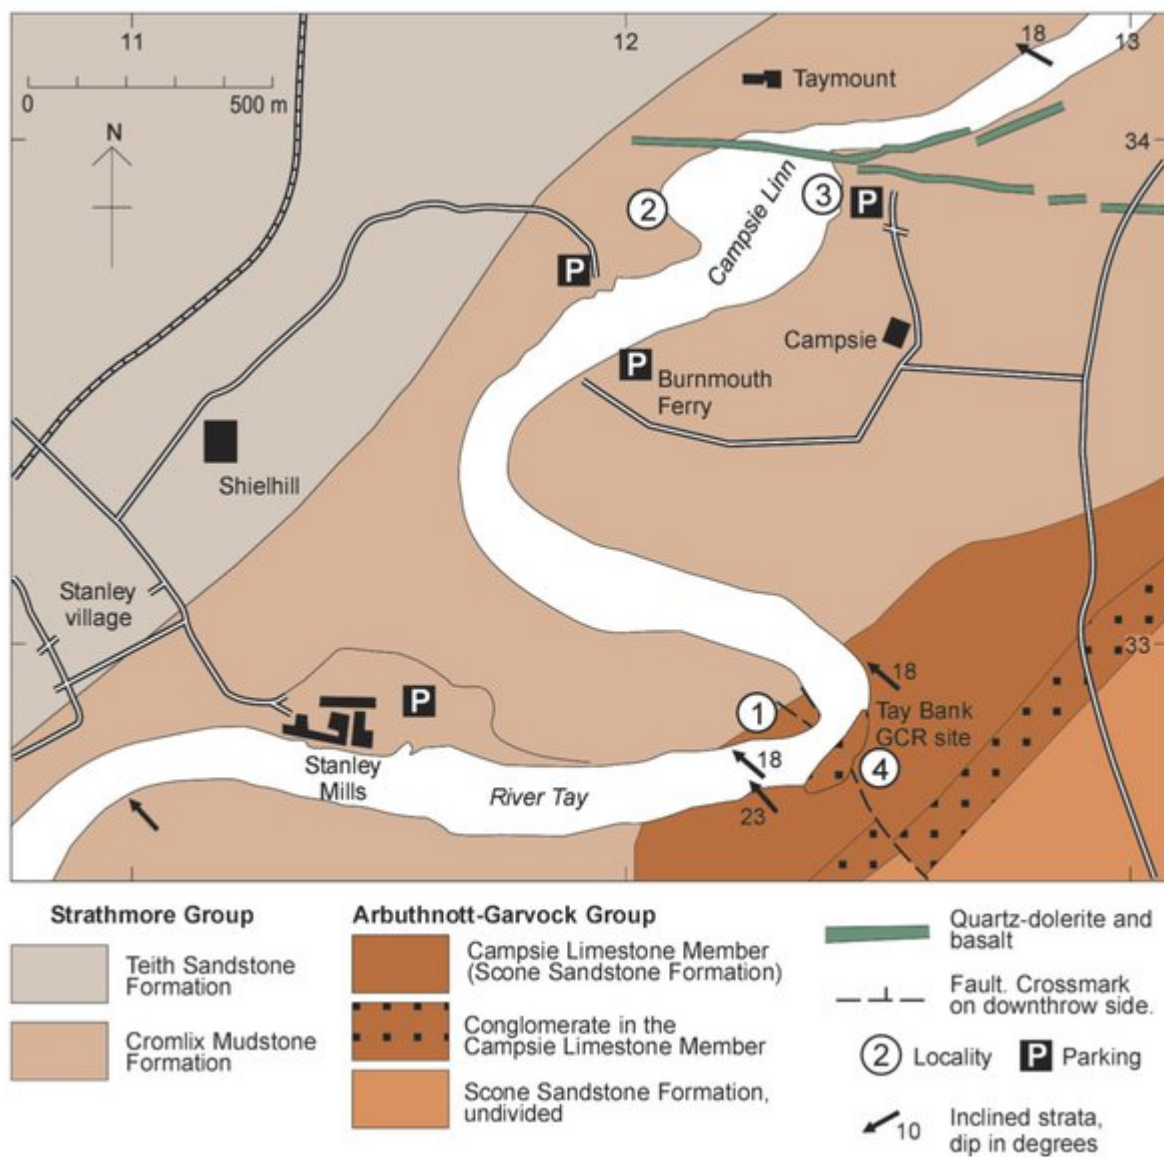 11
12
18
13
0
500 m
Taymount
N
34
Campsie Linn
2
3
P
P
Campsie
P
Burnmouth
Ferry
Shielhill
Stanley
village
33
18
P
1
Tay Bank
GCR site
18
4
Stanley
Mills
River Tay
23
Strathmore Group
Teith Sandstone
Formation
Cromlix Mudstone
Formation
Arbuthnott-Garvock Group
Campsie Limestone Member
(Scone Sandstone Formation)
Conglomerate in the
Campsie Limestone Member
Scone Sandstone Formation,
undivided
Quartz-dolerite and
basalt
Fault. Crossmark
on downthrow side.
2 Locality P Parking
10
Inclined strata,
dip in degrees